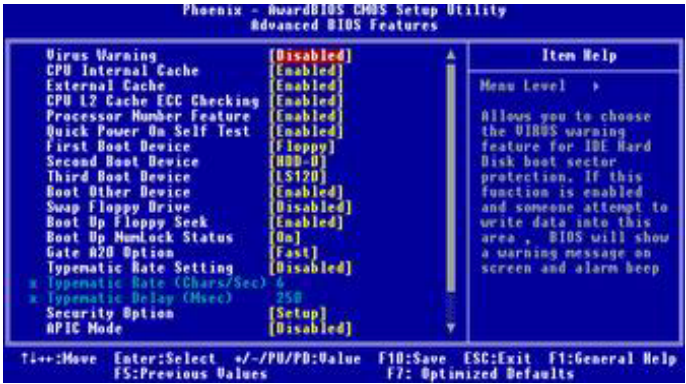 Phoenix - AwardBIOS CMOS Setup Utility
Advanced BIOS Features
Virus Warning [Disabled]
CPU Internal Cache [Enabled]
External Cache [Enabled]
CPU L2 Cache ECC Checking [Enabled]
Processor Number Feature [Enabled]
Quick Power On Self Test [Enabled]
First Boot Device [Floppy]
Second Boot Device [HDD-0]
Third Boot Device [LS120]
Boot Other Device [Enabled]
Swap Floppy Drive [Disabled]
Boot Up Floppy Seek [Enabled]
Boot Up NumLock Status [On]
Gate A20 Option [Fast]
Typematic Rate Setting [Disabled]
x Typematic Rate (Chars/Sec) 6
x Typematic Delay (Msec) 250
Security Option [Setup]
APIC Mode [Disabled]
Item Help
Menu Level
Allows you to choose
the VIRUS warning
feature for IDE Hard
Disk boot sector
protection. If this
function is enabled
and someone attempt to
write data into this
area , BIOS will show
a warning message on
screen and alarm beep
↑↓→←:Move Enter:Select +/-/PU/PD:Value F10:Save ESC:Exit F1:General Help
F5:Previous Values F7: Optimized Defaults